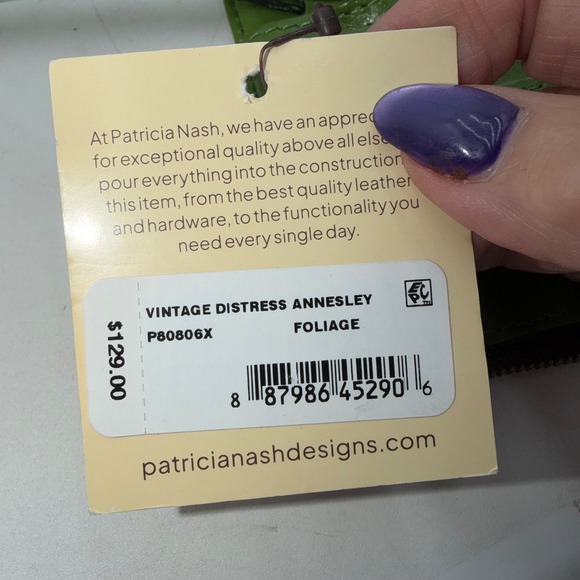 At Patricia Nash, we have an
for exceptional quality above all
pour everything into the construction
this item, from the best quality leather
and hardware, to the functionality you
need every single day.
VINTAGE DISTRESS ANNESLEY
P80806X FOLIAGE
EPC
$129.00
8 87986 45290 6
patricianashdesigns.com